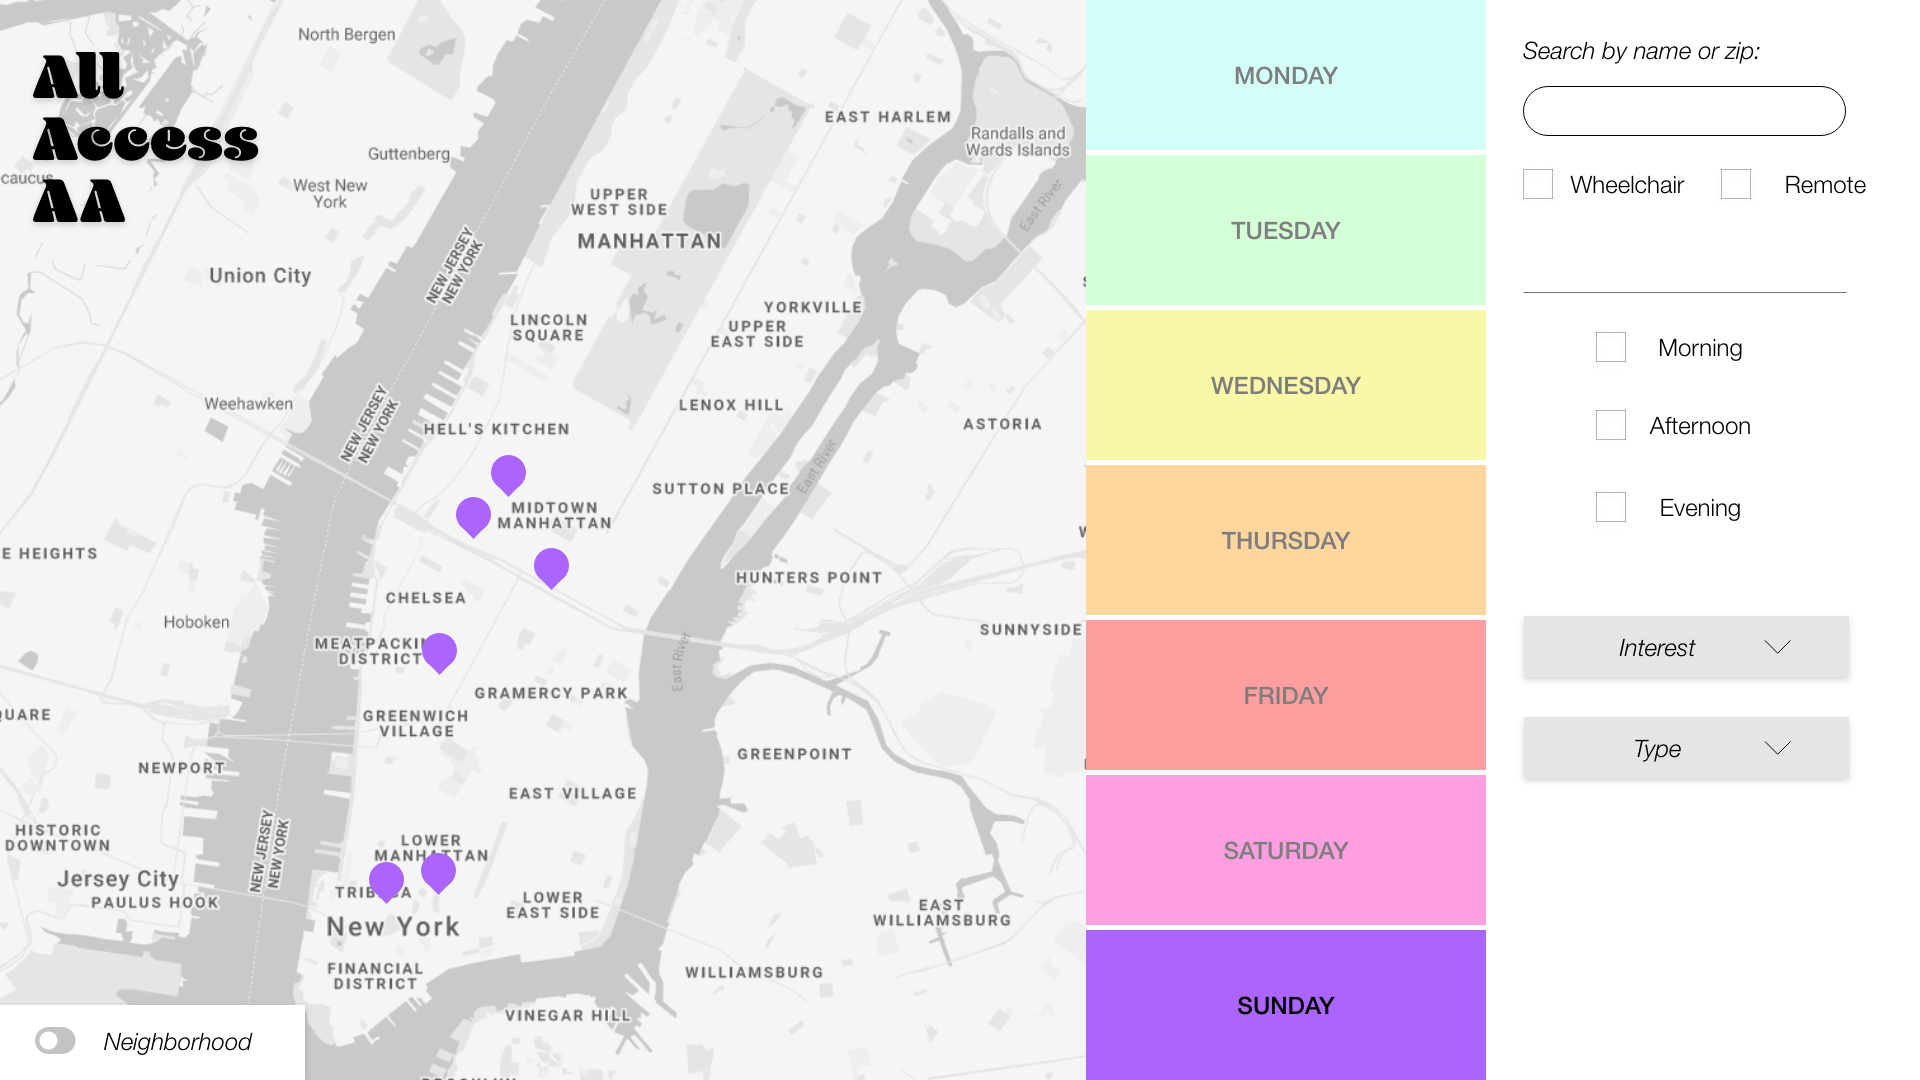 All
Access
AA
North Bergen
Guttenberg
West New
York
Union City
NEW JERSEY
NEW YORK
Weehawken
NEW JERSEY
NEW YORK
EAST HARLEM
Randalls and
Wards Islands
East River
UPPER
WEST SIDE
MANHATTAN
LINCOLN
SQUARE
YORKVILLE
UPPER
EAST SIDE
LENOX HILL
ASTORIA
HELL'S KITCHEN
East River
SUTTON PLACE
MIDTOWN
MANHATTAN
E HEIGHTS
HUNTERS POINT
CHELSEA
Hoboken
SUNNYSIDE
MEATPACKIN
DISTRICT
East River
GRAMERCY PARK
GREENWICH
VILLAGE
UARE
NEWPORT
GREENPOINT
EAST VILLAGE
NEW JERSEY
NEW YORK
HISTORIC
DOWNTOWN
LOWER
MANHATTAN
Jersey City
PAULUS HOOK
TRIBECA
New York
LOWER
EAST SIDE
EAST
WILLIAMSBURG
FINANCIAL
DISTRICT
WILLIAMSBURG
VINEGAR HILL
Neighborhood
MONDAY
TUESDAY
WEDNESDAY
THURSDAY
FRIDAY
SATURDAY
SUNDAY
Search by name or zip:
Wheelchair
Remote
Morning
Afternoon
Evening
Interest
Type